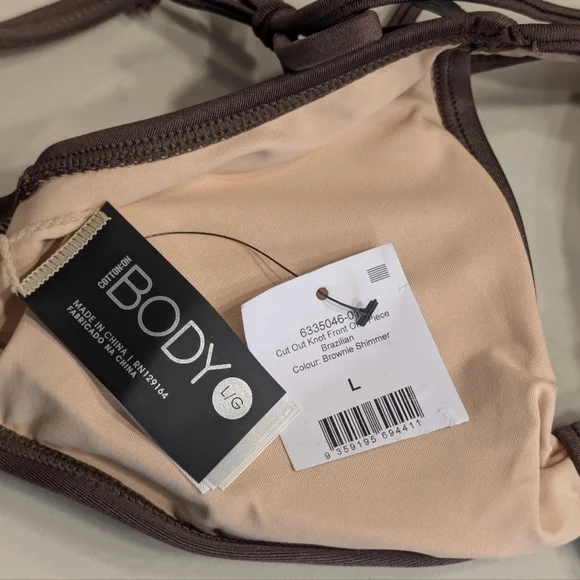 COTTON:ON
BODY
MADE IN CHINA | RN129164
FABRICADO NA CHINA
L/G
6335046-0
Cut Out Knot Front One Piece
Brazilian
Colour: Brownie Shimmer
L
9 359195 694411